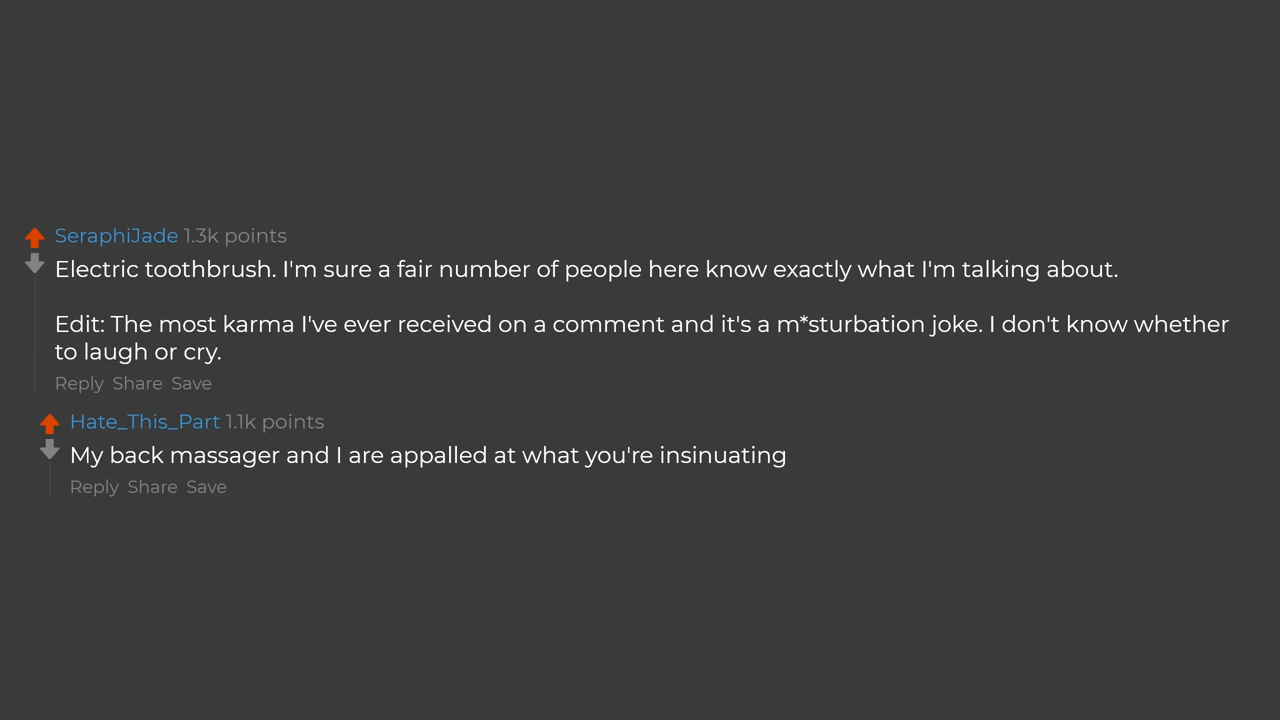 SeraphiJade 1.3k points
Electric toothbrush. I'm sure a fair number of people here know exactly what I'm talking about.
Edit: The most karma I've ever received on a comment and it's a m*sturbation joke. I don't know whether
to laugh or cry.
Reply Share Save
Hate_This_Part 1.1k points
My back massager and I are appalled at what you're insinuating
Reply Share Save